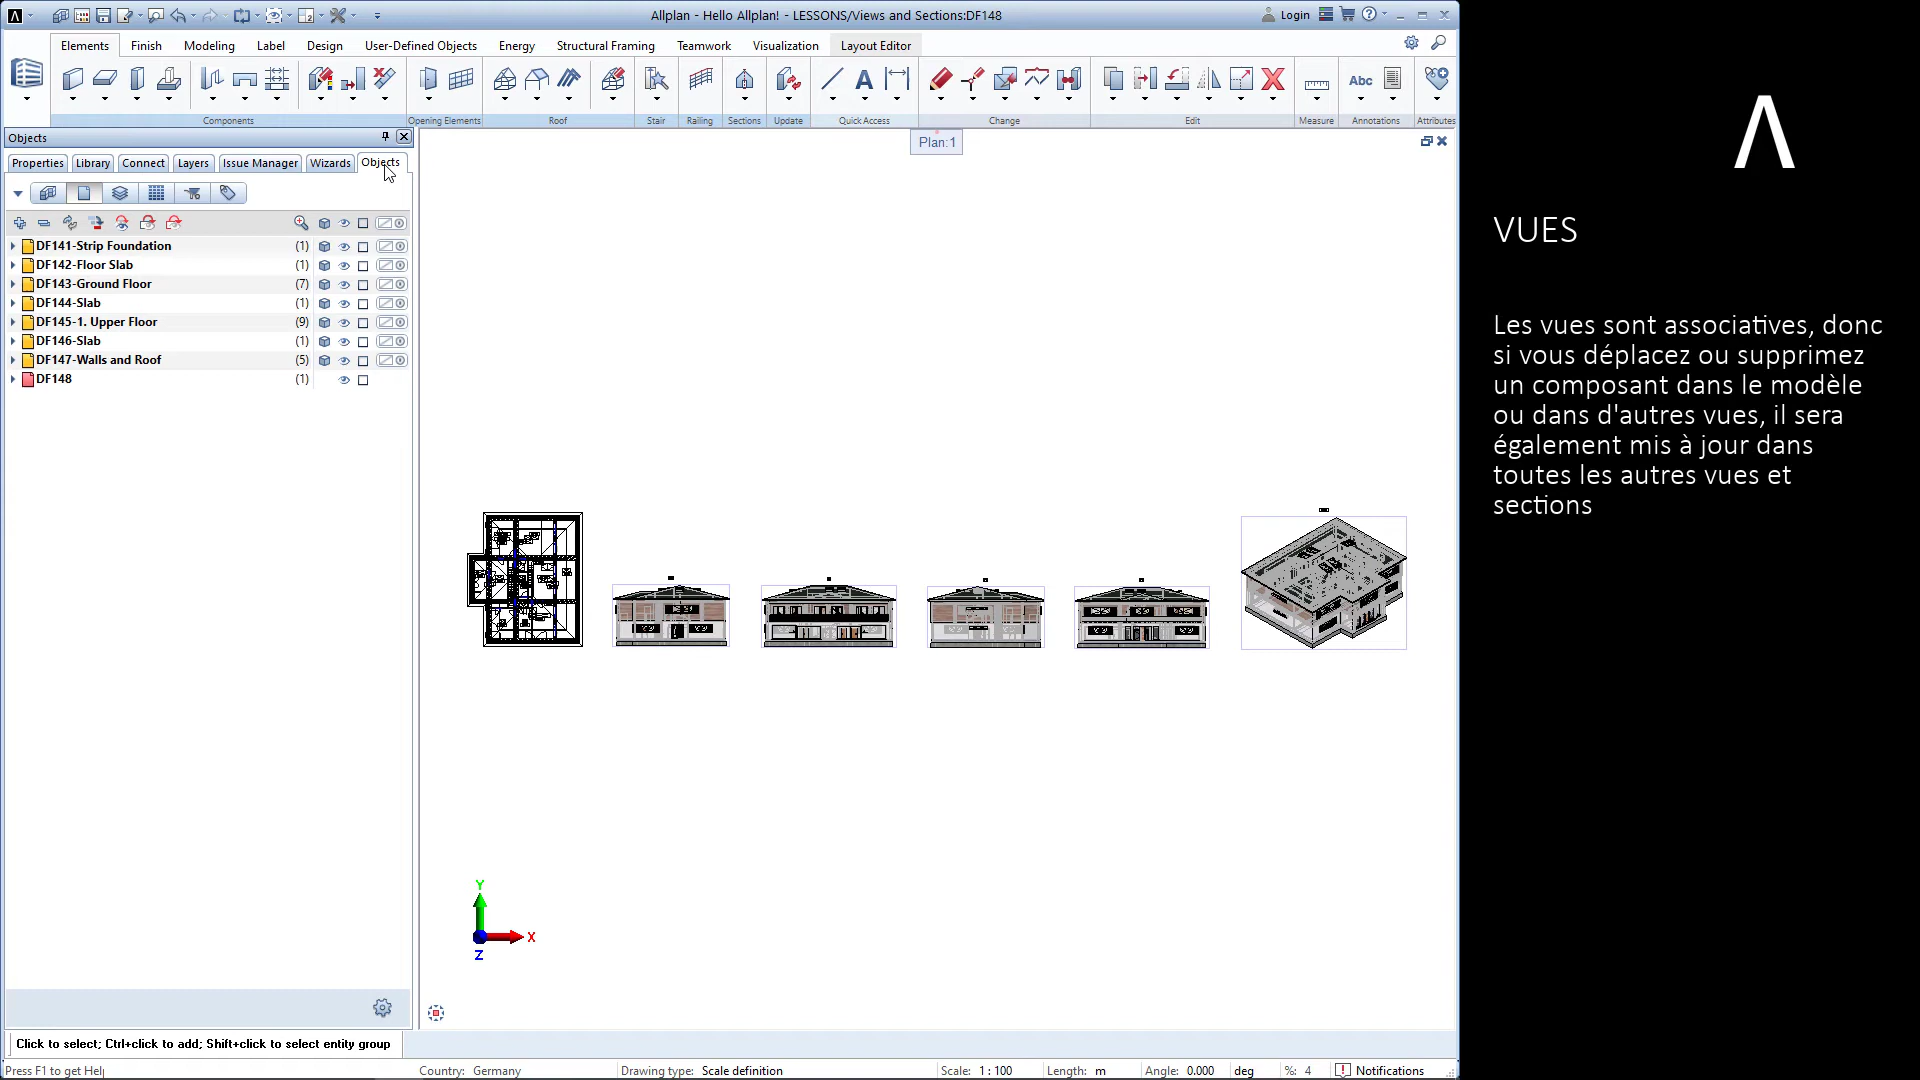 Allplan - Hello Allplan! - LESSONS/Views and Sections:DF148
Login
Elements Finish Modeling Label Design User-Defined Objects Energy Structural Framing Teamwork Visualization Layout Editor
Abc
Components Opening Elements Roof Stair Railing Sections Update Quick Access Change Edit Measure Annotations Attributes
Objects
Plan:1
Properties Library Connect Layers Issue Manager Wizards Objects
DF141-Strip Foundation (1)
DF142-Floor Slab (1)
DF143-Ground Floor (7)
DF144-Slab (1)
DF145-1. Upper Floor (9)
DF146-Slab (1)
DF147-Walls and Roof (5)
DF148 (1)
Y
X
Z
Click to select; Ctrl+click to add; Shift+click to select entity group
Press F1 to get Help
Country: Germany
Drawing type: Scale definition
Scale: 1 : 100
Length: m
Angle: 0.000 deg
%: 4
Notifications
VUES
Les vues sont associatives, donc
si vous déplacez ou supprimez
un composant dans le modèle
ou dans d'autres vues, il sera
également mis à jour dans
toutes les autres vues et
sections